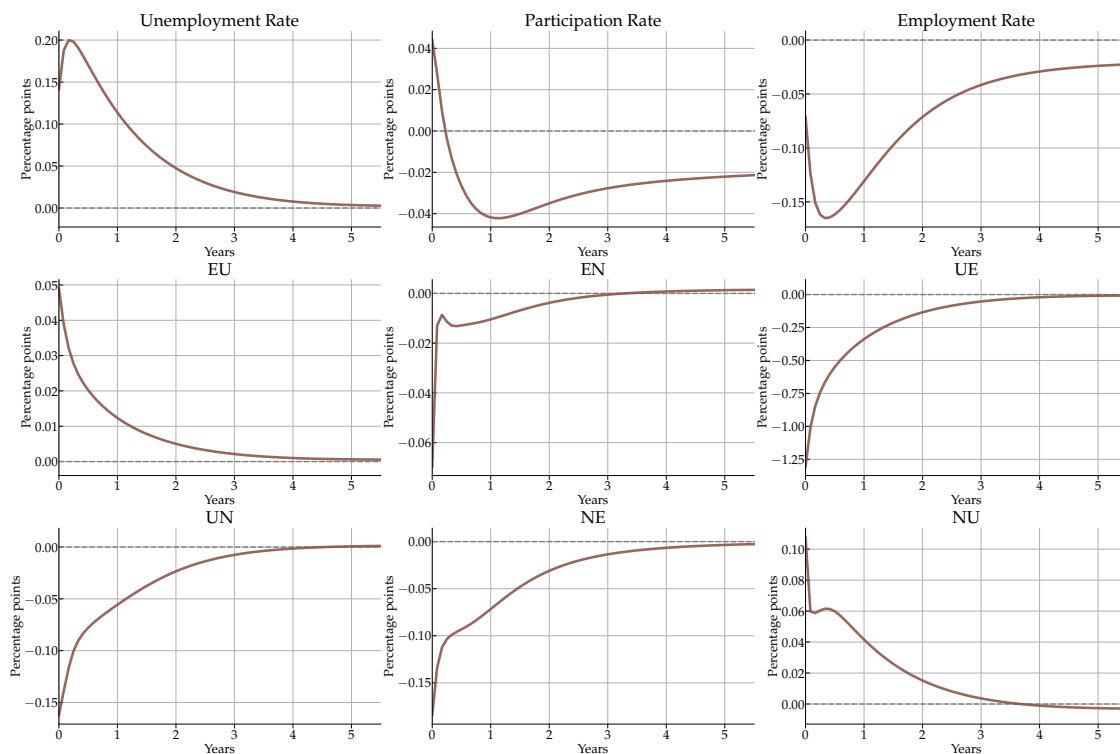 Unemployment Rate
Percentage points
0.20
0.15
0.10
0.05
0.00
0 1 2 3 4 5
Years
Participation Rate
Percentage points
0.04
0.02
0.00
−0.02
−0.04
0 1 2 3 4 5
Years
Employment Rate
Percentage points
0.00
−0.05
−0.10
−0.15
0 1 2 3 4 5
Years
EU
Percentage points
0.05
0.04
0.03
0.02
0.01
0.00
0 1 2 3 4 5
Years
EN
Percentage points
0.00
−0.02
−0.04
−0.06
0 1 2 3 4 5
Years
UE
Percentage points
0.00
−0.25
−0.50
−0.75
−1.00
−1.25
0 1 2 3 4 5
Years
UN
Percentage points
0.00
−0.05
−0.10
−0.15
0 1 2 3 4 5
Years
NE
Percentage points
0.00
−0.05
−0.10
−0.15
0 1 2 3 4 5
Years
NU
Percentage points
0.10
0.08
0.06
0.04
0.02
0.00
0 1 2 3 4 5
Years